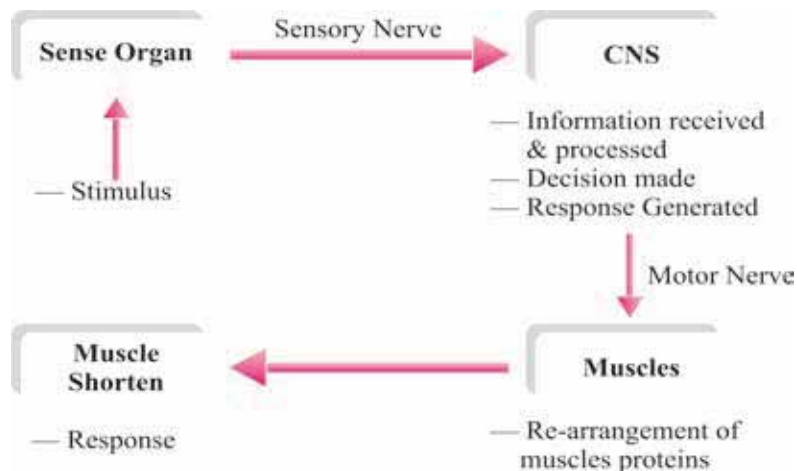 Sense Organ
Sensory Nerve
CNS
— Stimulus
— Information received
& processed
— Decision made
— Response Generated
Motor Nerve
Muscles
— Re-arrangement of
muscles proteins
Muscle
Shorten
— Response